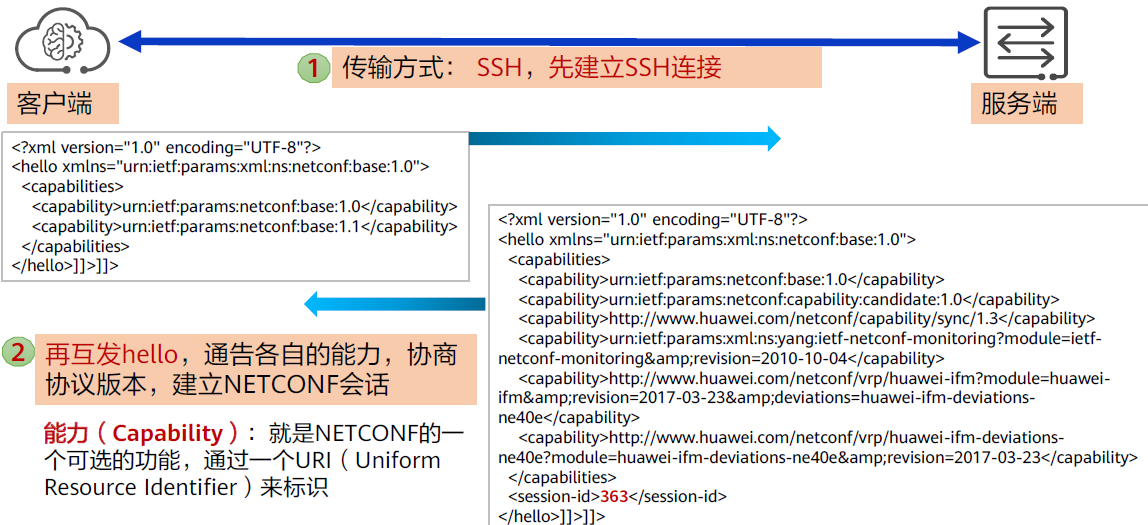 1 传输方式： SSH，先建立SSH连接
客户端
服务端
<?xml version="1.0" encoding="UTF-8"?>
<hello xmlns="urn:ietf:params:xml:ns:netconf:base:1.0">
<capabilities>
<capability>urn:ietf:params:netconf:base:1.0</capability>
<capability>urn:ietf:params:netconf:base:1.1</capability>
</capabilities>
</hello>]]>]]>
<?xml version="1.0" encoding="UTF-8"?>
<hello xmlns="urn:ietf:params:xml:ns:netconf:base:1.0">
<capabilities>
<capability>urn:ietf:params:netconf:base:1.0</capability>
<capability>urn:ietf:params:netconf:capability:candidate:1.0</capability>
<capability>http://www.huawei.com/netconf/capability/sync/1.3</capability>
<capability>urn:ietf:params:xml:ns:yang:ietf-netconf-monitoring?module=ietf-
netconf-monitoring&amp;revision=2010-10-04</capability>
<capability>http://www.huawei.com/netconf/vrp/huawei-ifm?module=huawei-
ifm&amp;revision=2017-03-23&amp;deviations=huawei-ifm-deviations-
ne40e</capability>
<capability>http://www.huawei.com/netconf/vrp/huawei-ifm-deviations-
ne40e?module=huawei-ifm-deviations-ne40e&amp;revision=2017-03-23</capability>
</capabilities>
<session-id>363</session-id>
</hello>]]>]]>
2 再互发hello，通告各自的能力，协商
协议版本，建立NETCONF会话
能力（Capability）：就是NETCONF的一
个可选的功能，通过一个URI（Uniform
Resource Identifier）来标识